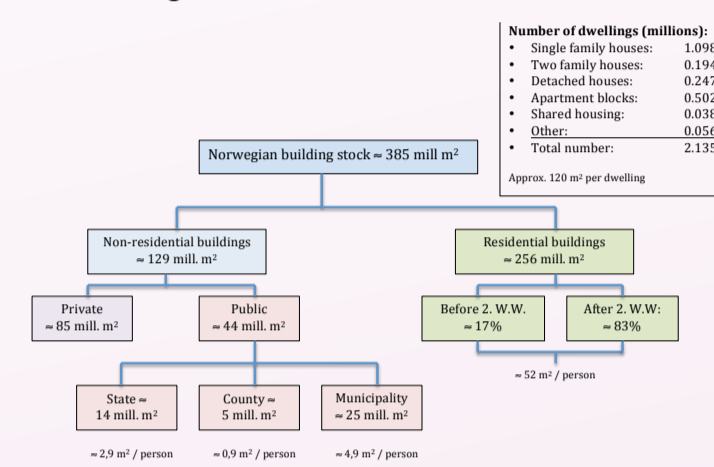 Number of dwellings (millions):
• Single family houses: 1.098
• Two family houses: 0.194
• Detached houses: 0.247
• Apartment blocks: 0.502
• Shared housing: 0.038
• Other: 0.056
• Total number: 2.135
Approx. 120 m² per dwelling
Norwegian building stock ≈ 385 mill m²
Non-residential buildings
≈ 129 mill. m²
Residential buildings
≈ 256 mill. m²
Private
≈ 85 mill. m²
Public
≈ 44 mill. m²
Before 2. W.W.
≈ 17%
After 2. W.W:
≈ 83%
≈ 52 m² / person
State ≈
14 mill. m²
County ≈
5 mill. m²
Municipality
≈ 25 mill. m²
≈ 2,9 m² / person
≈ 0,9 m² / person
≈ 4,9 m² / person